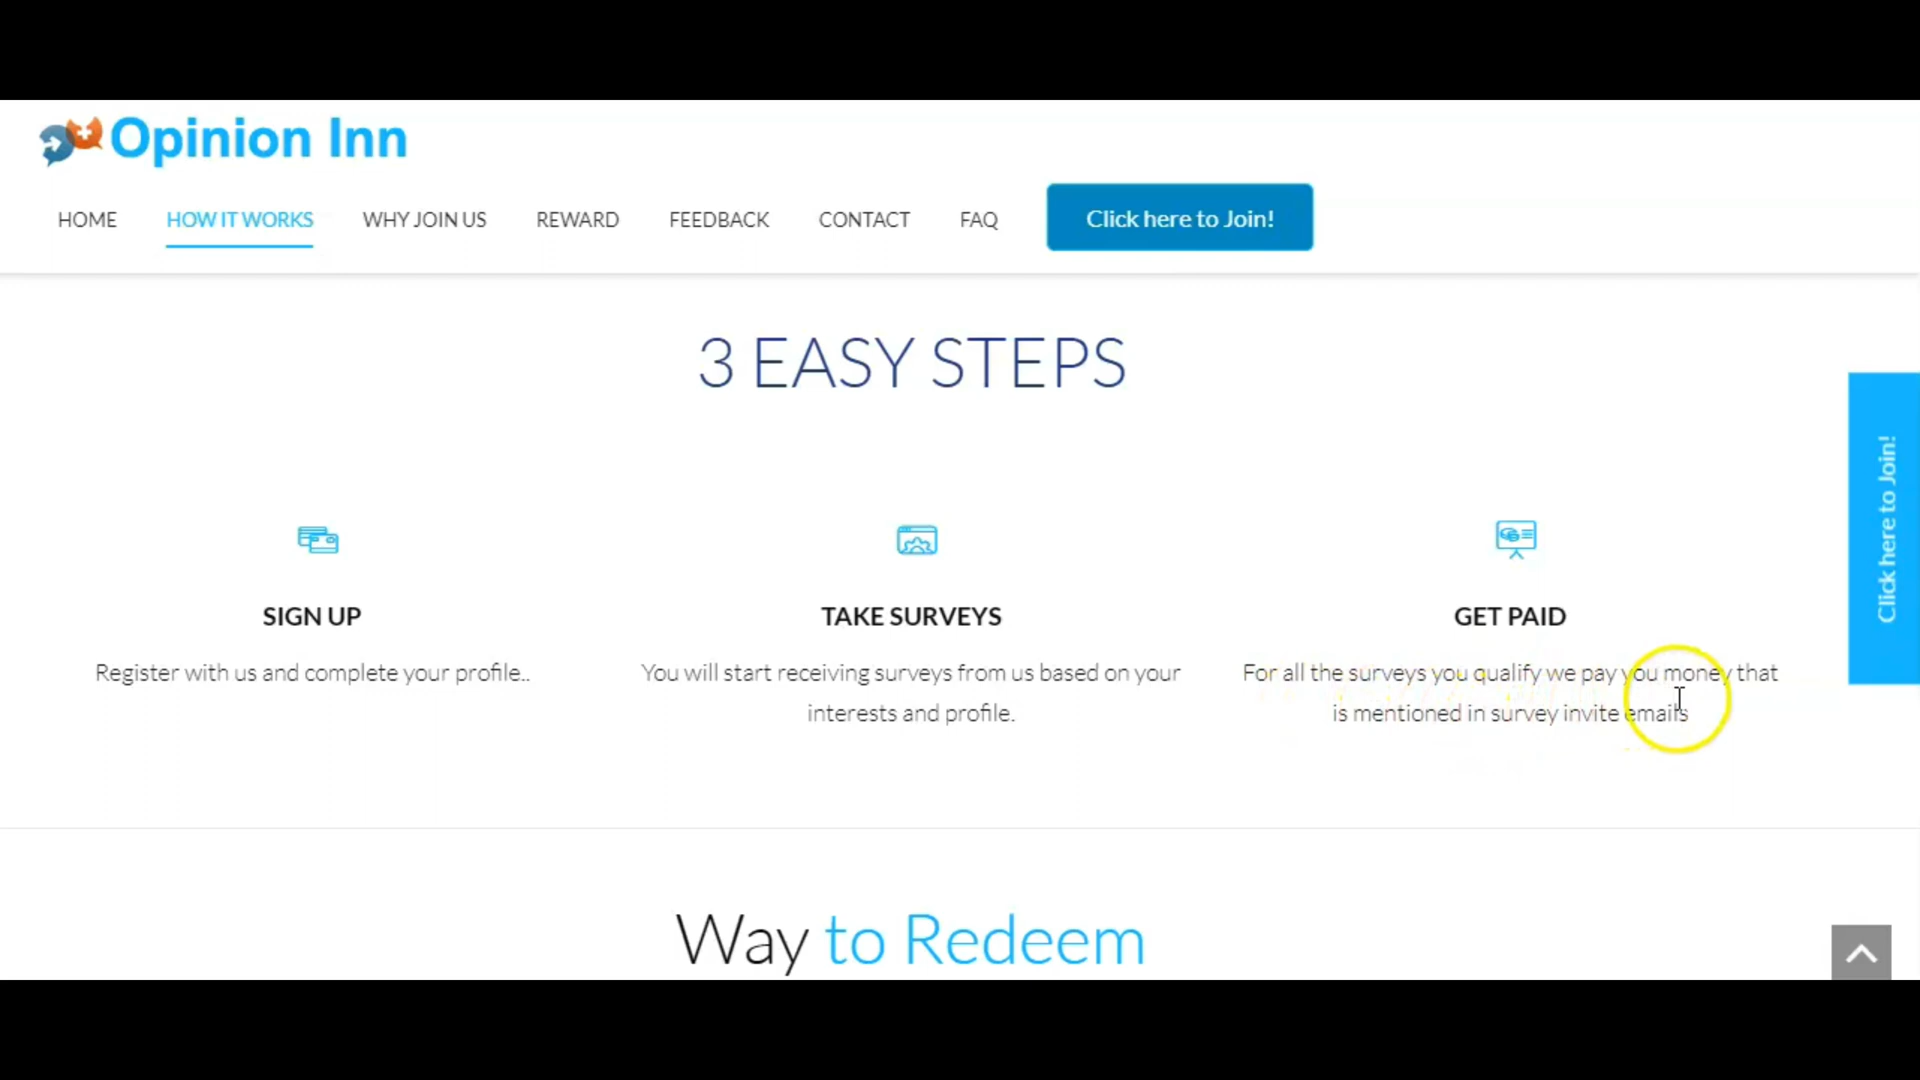 Opinion Inn
HOME HOW IT WORKS WHY JOIN US REWARD FEEDBACK CONTACT FAQ Click here to Join!
3 EASY STEPS
Click here to Join!
SIGN UP
Register with us and complete your profile..
TAKE SURVEYS
You will start receiving surveys from us based on your
interests and profile.
GET PAID
For all the surveys you qualify we pay you money that
is mentioned in survey invite emails
Way to Redeem